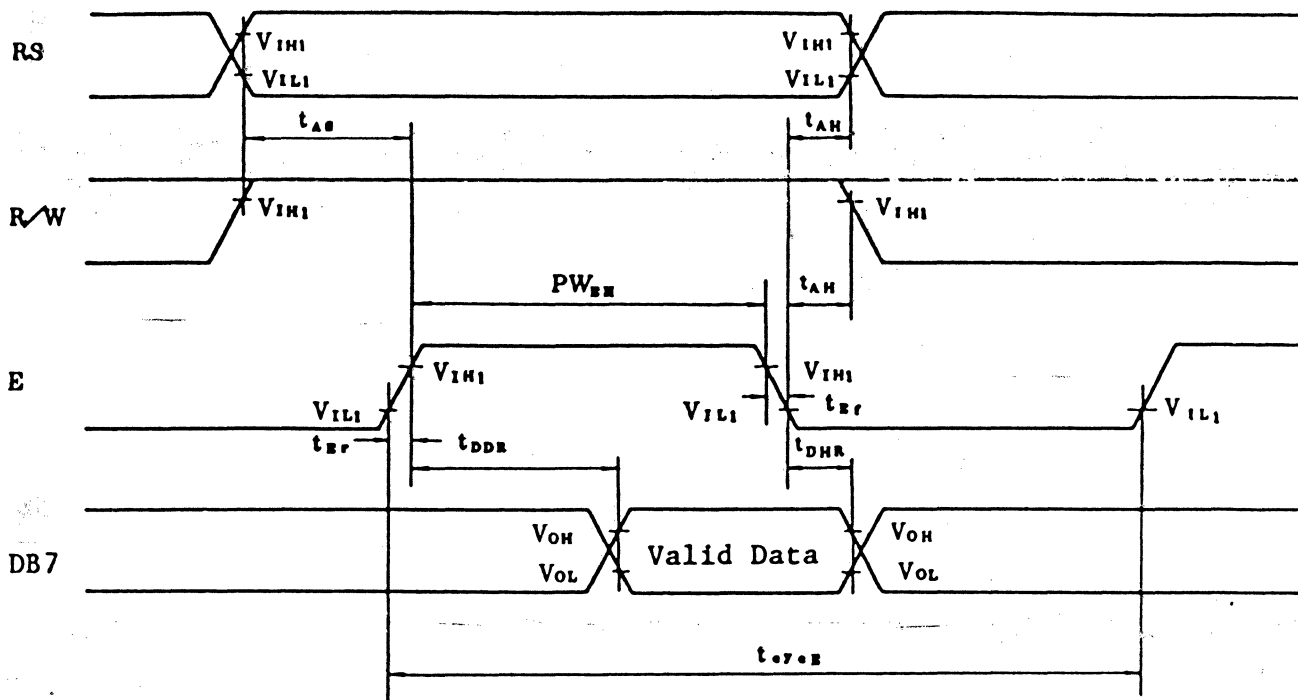 RS
VIH1
VIL1
VIH1
VIL1
tAS
tAH
R/W
VIH1
VIH1
PWEH
tAH
E
VIH1
VIL1
VIH1
VIL1
tEf
VIL1
tEr
tDDR
tDHR
DB7
VOH
VOL
Valid Data
VOH
VOL
tcycE